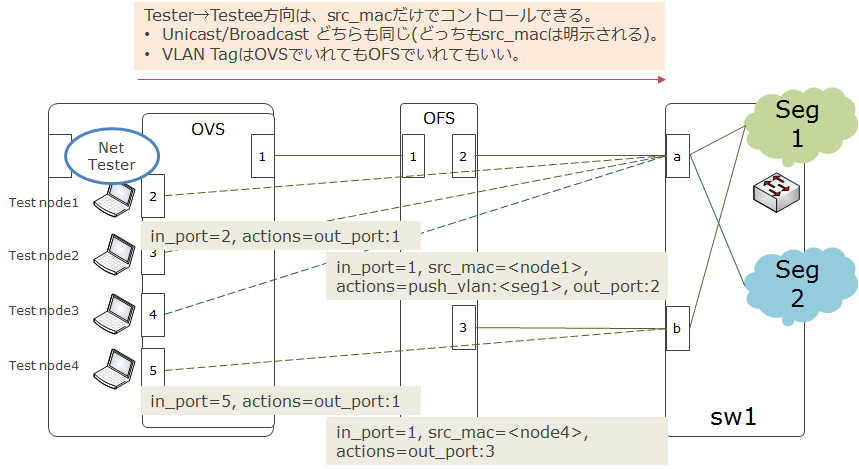 Tester→Testee方向は、src_macだけでコントロールできる。
• Unicast/Broadcast どちらも同じ(どっちもsrc_macは明示される)。
• VLAN TagはOVSでいれてもOFSでいれてもいい。
OVS
OFS
Seg
1
Net
Tester
1
1
2
a
Test node1
2
in_port=2, actions=out_port:1
Test node2
3
in_port=1, src_mac=<node1>,
actions=push_vlan:<seg1>, out_port:2
Seg
2
Test node3
4
3
b
Test node4
5
in_port=5, actions=out_port:1
sw1
in_port=1, src_mac=<node4>,
actions=out_port:3